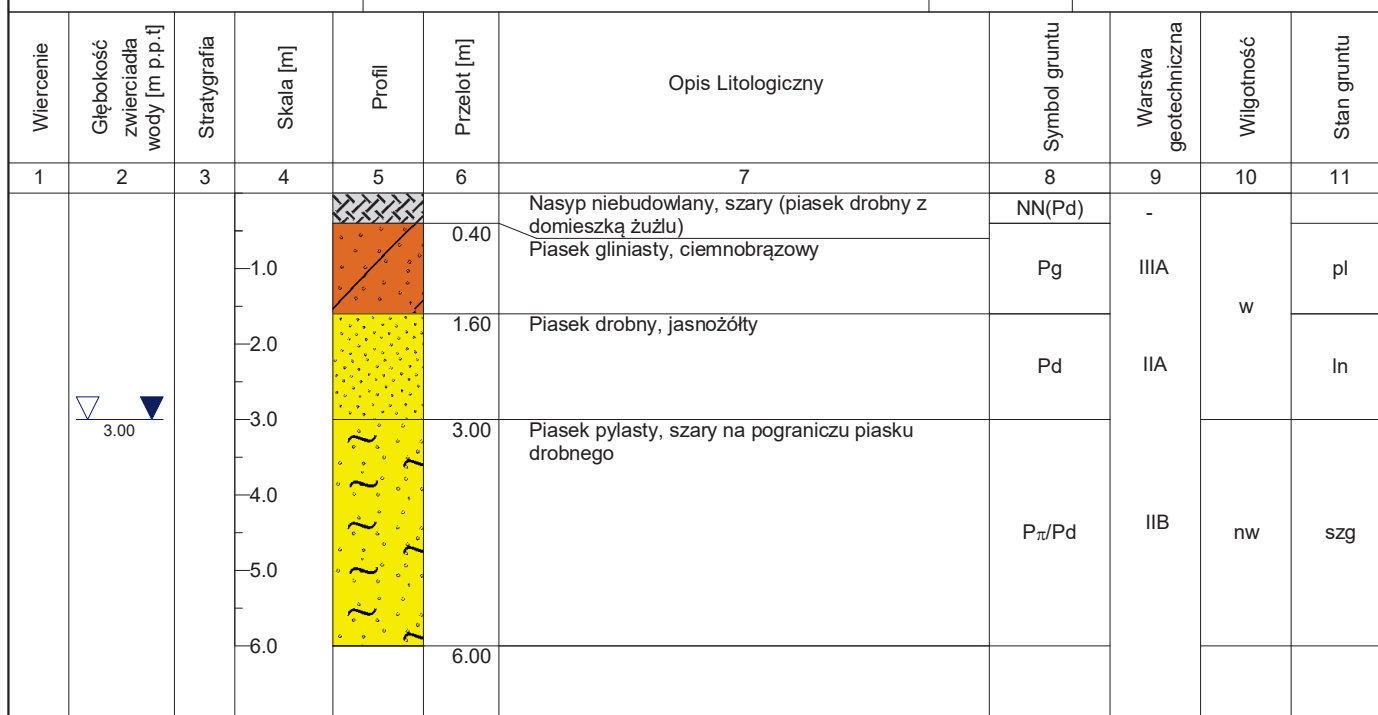 Wiercenie
Głębokość
zwierciadła
wody [m p.p.t]
Stratygrafia
Skala [m]
Profil
Przelot [m]
Opis Litologiczny
Symbol gruntu
Warstwa
geotechniczna
Wilgotność
Stan gruntu
1 2 3 4 5 6 7 8 9 10 11
Nasyp niebudowlany, szary (piasek drobny z
domieszką żużlu)
NN(Pd)
-
0.40
Piasek gliniasty, ciemnobrązowy
1.0
Pg
IIIA
pl
w
1.60
Piasek drobny, jasnożółty
2.0
Pd
IIA
ln
3.0
3.00
3.00
Piasek pylasty, szary na pograniczu piasku
drobnego
4.0
Pπ/Pd
IIB
nw
szg
5.0
6.0
6.00